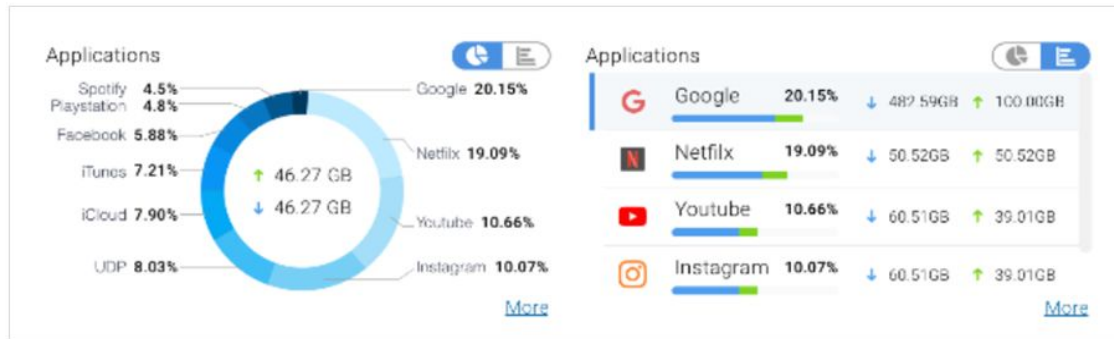 Applications
Spotify 4.5%
Playstation 4.8%
Facebook 5.88%
iTunes 7.21%
iCloud 7.90%
UDP 8.03%
Google 20.15%
Netfilx 19.09%
Youtube 10.66%
Instagram 10.07%
↑ 46.27 GB
↓ 46.27 GB
More
Applications
Google 20.15% ↓ 482.59GB ↑ 100.00GB
Netfilx 19.09% ↓ 50.52GB ↑ 50.52GB
Youtube 10.66% ↓ 60.51GB ↑ 39.01GB
Instagram 10.07% ↓ 60.51GB ↑ 39.01GB
More